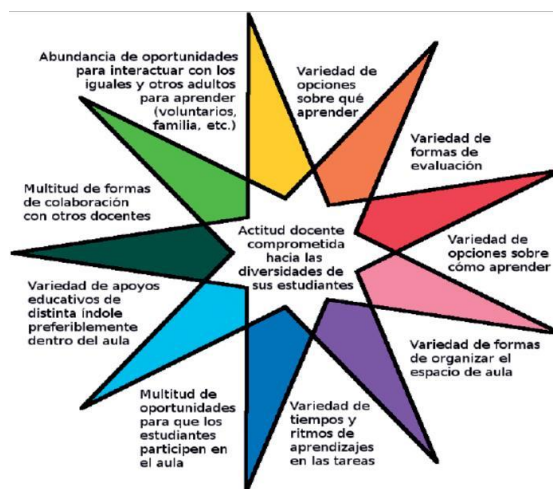 Abundancia de oportunidades
para interactuar con los
iguales y otros adultos
para aprender
(voluntarios,
familia, etc.)
Variedad de
opciones
sobre qué
aprender
Variedad de
formas de
evaluación
Variedad de
opciones sobre
cómo aprender
Variedad de formas
de organizar el
espacio de aula
Variedad de
tiempos y
ritmos de
aprendizajes
en las tareas
Multitud de
oportunidades
para que los
estudiantes
participen en
el aula
Variedad de apoyos
educativos de
distinta índole
preferiblemente
dentro del aula
Multitud de formas
de colaboración
con otros docentes
Actitud docente
comprometida
hacia las
diversidades de
sus estudiantes